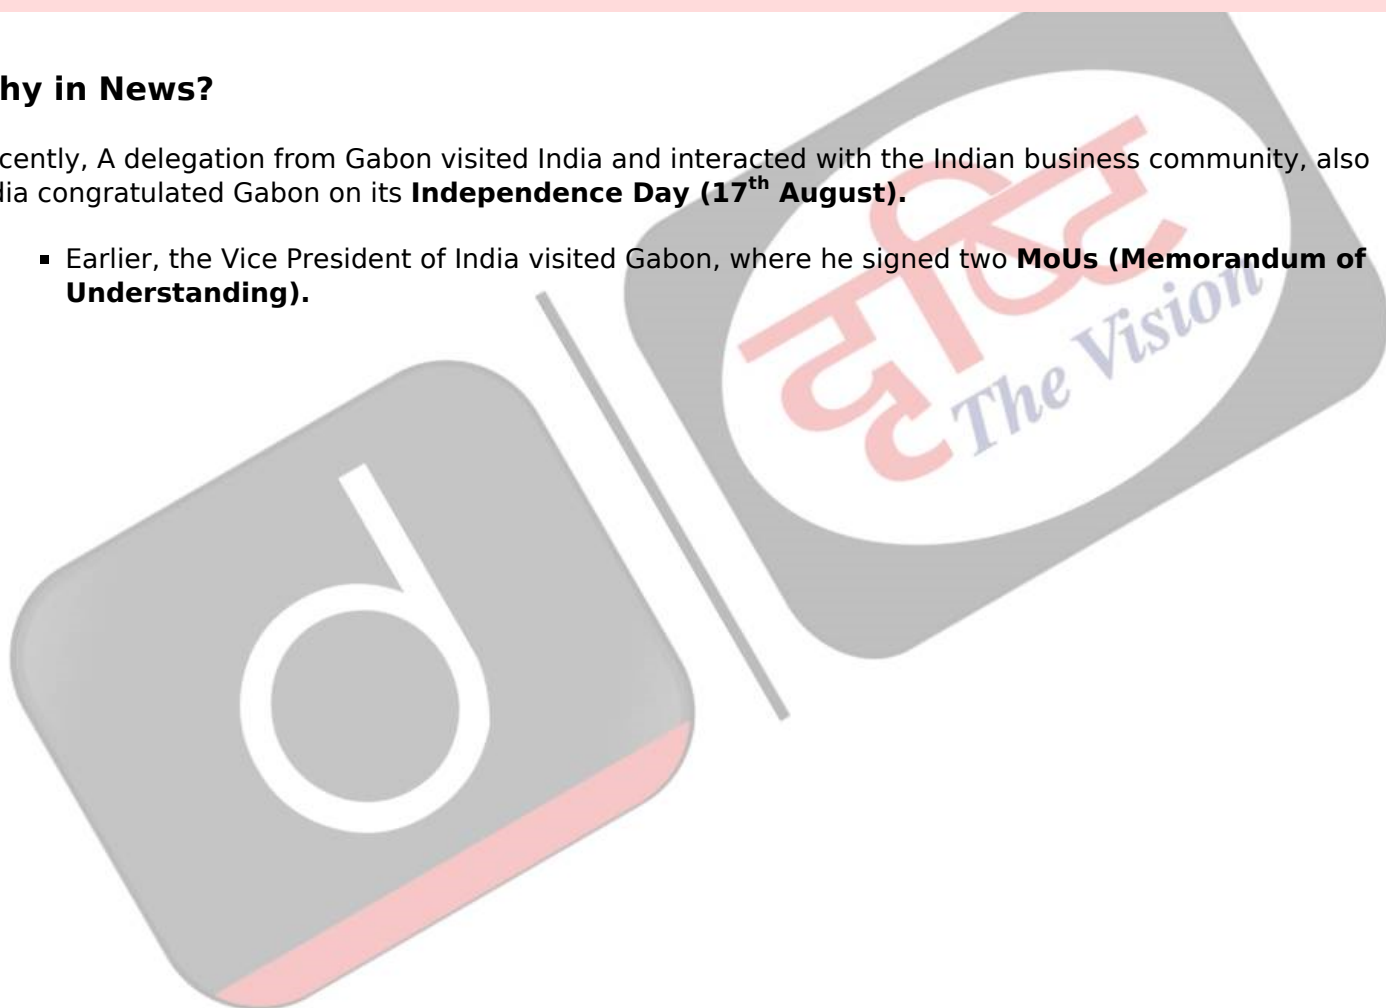 hy in News?
cently, A delegation from Gabon visited India and interacted with the Indian business community, also
dia congratulated Gabon on its Independence Day (17th August).
▪ Earlier, the Vice President of India visited Gabon, where he signed two MoUs (Memorandum of
Understanding).
दृष्टि
The Vision
d